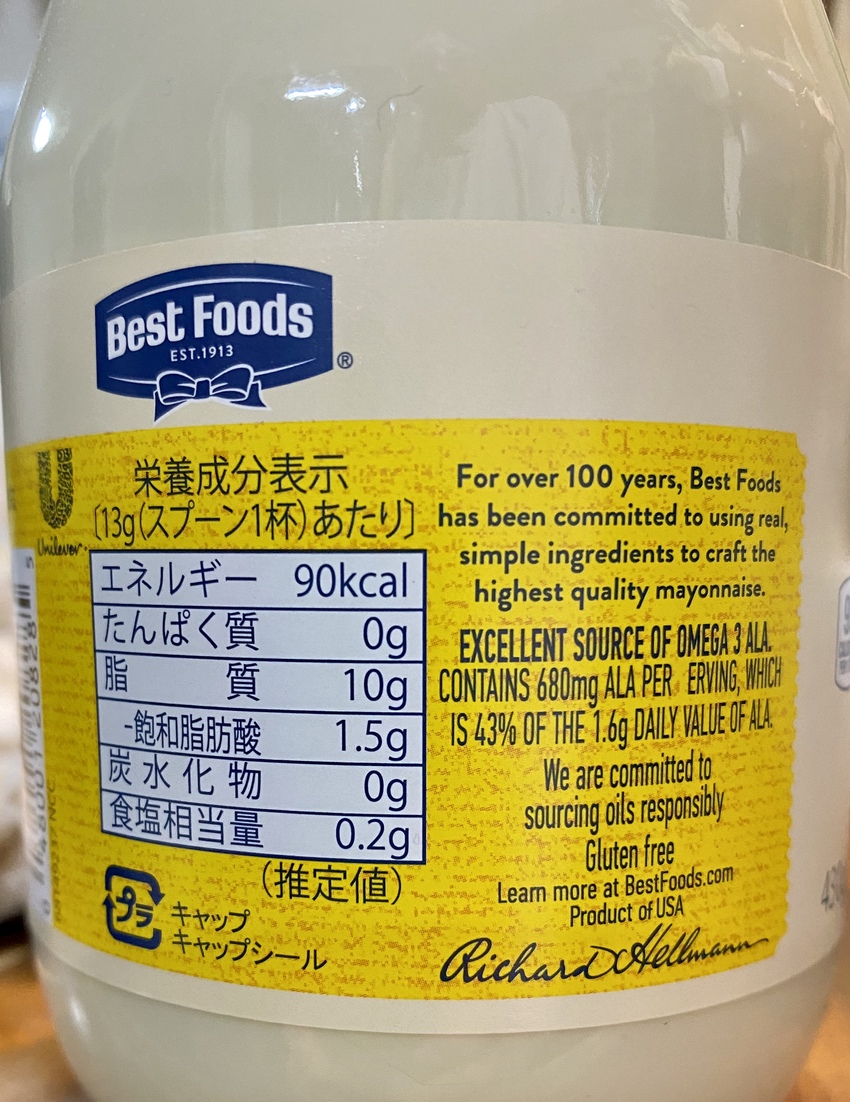 Best Foods
EST.1913
®
Unilever
栄養成分表示
〔13g(スプーン1杯)あたり〕
エネルギー 90kcal
たんぱく質 0g
脂質 10g
-飽和脂肪酸 1.5g
炭水化物 0g
食塩相当量 0.2g
(推定値)
プラ
キャップ
キャップシール
For over 100 years, Best Foods
has been committed to using real,
simple ingredients to craft the
highest quality mayonnaise.
EXCELLENT SOURCE OF OMEGA 3 ALA.
CONTAINS 680mg ALA PER ERVING, WHICH
IS 43% OF THE 1.6g DAILY VALUE OF ALA.
We are committed to
sourcing oils responsibly
Gluten free
Learn more at BestFoods.com
Product of USA
Richard Hellmann